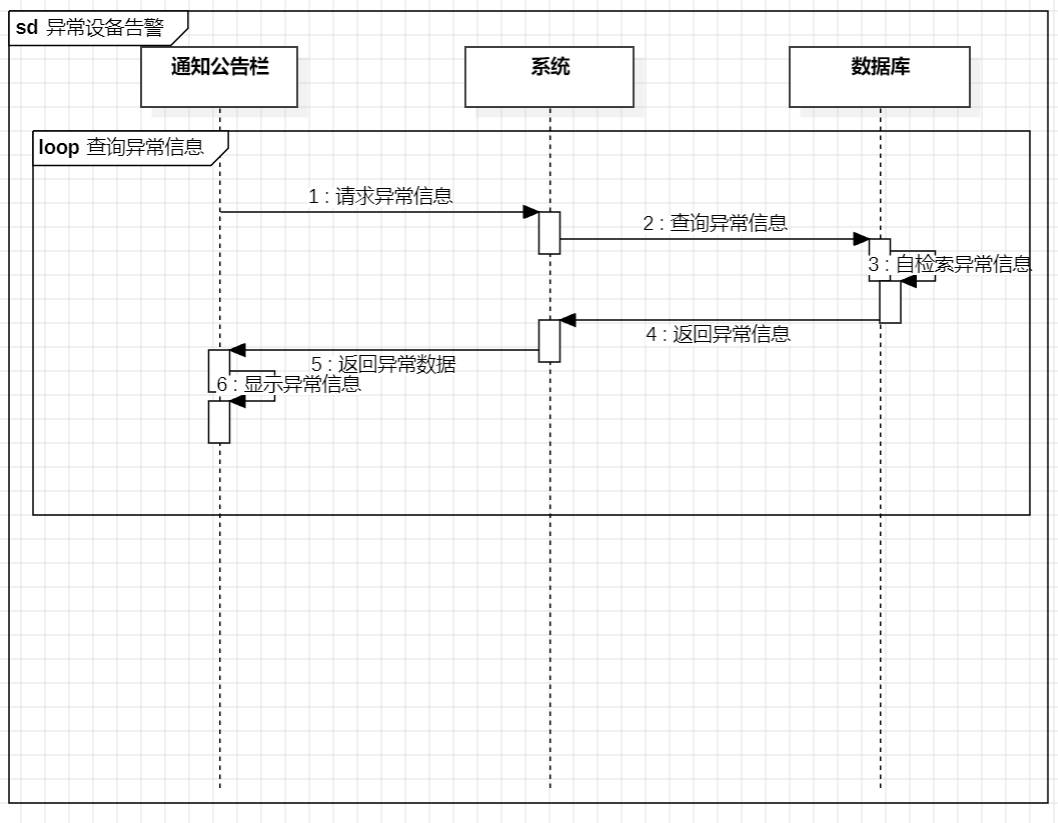 sd 异常设备告警
通知公告栏
系统
数据库
loop 查询异常信息
1 : 请求异常信息
2 : 查询异常信息
3 : 自检索异常信息
4 : 返回异常信息
5 : 返回异常数据
6 : 显示异常信息